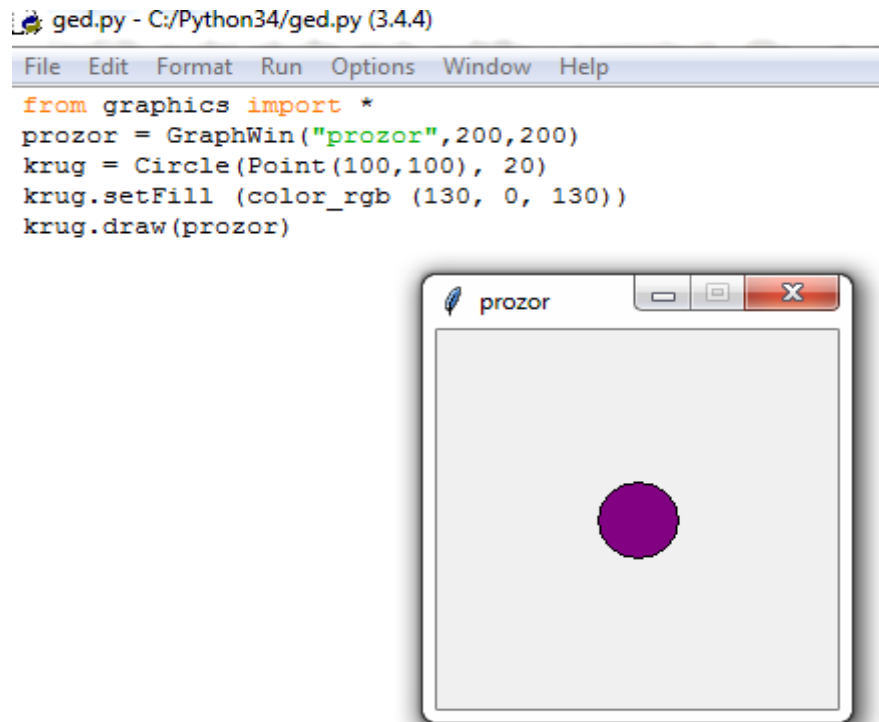 ged.py - C:/Python34/ged.py (3.4.4)
File Edit Format Run Options Window Help
from graphics import *
prozor = GraphWin("prozor",200,200)
krug = Circle(Point(100,100), 20)
krug.setFill (color_rgb (130, 0, 130))
krug.draw(prozor)
prozor